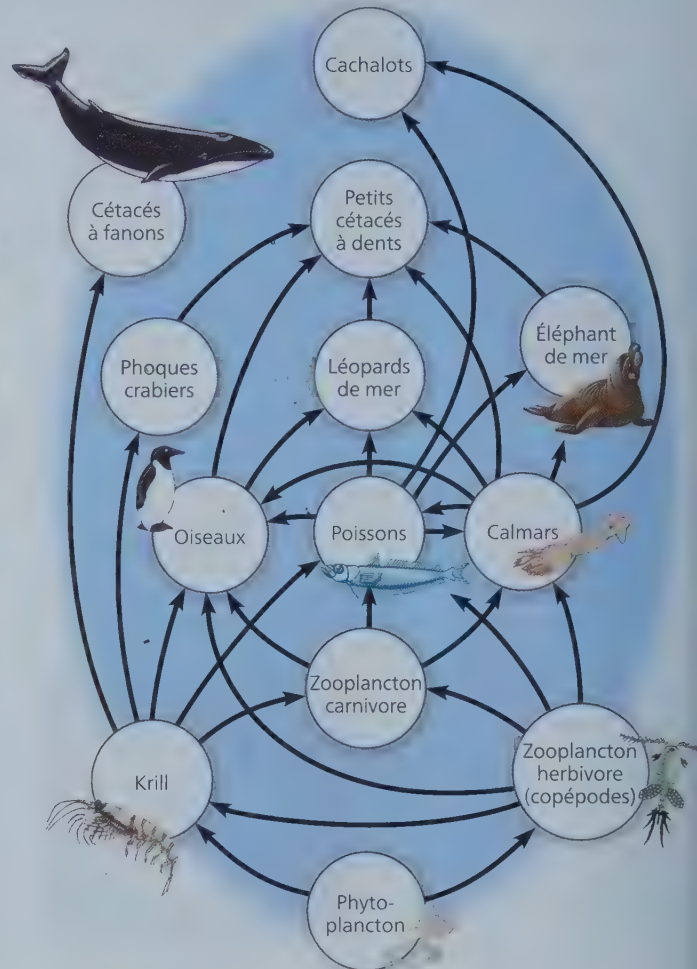 Cachalots
Cétacés
à fanons
Petits
cétacés
à dents
Phoques
crabiers
Léopards
de mer
Éléphant
de mer
Oiseaux
Poissons
Calmars
Zooplancton
carnivore
Krill
Zooplancton
herbivore
(copépodes)
Phyto-
plancton